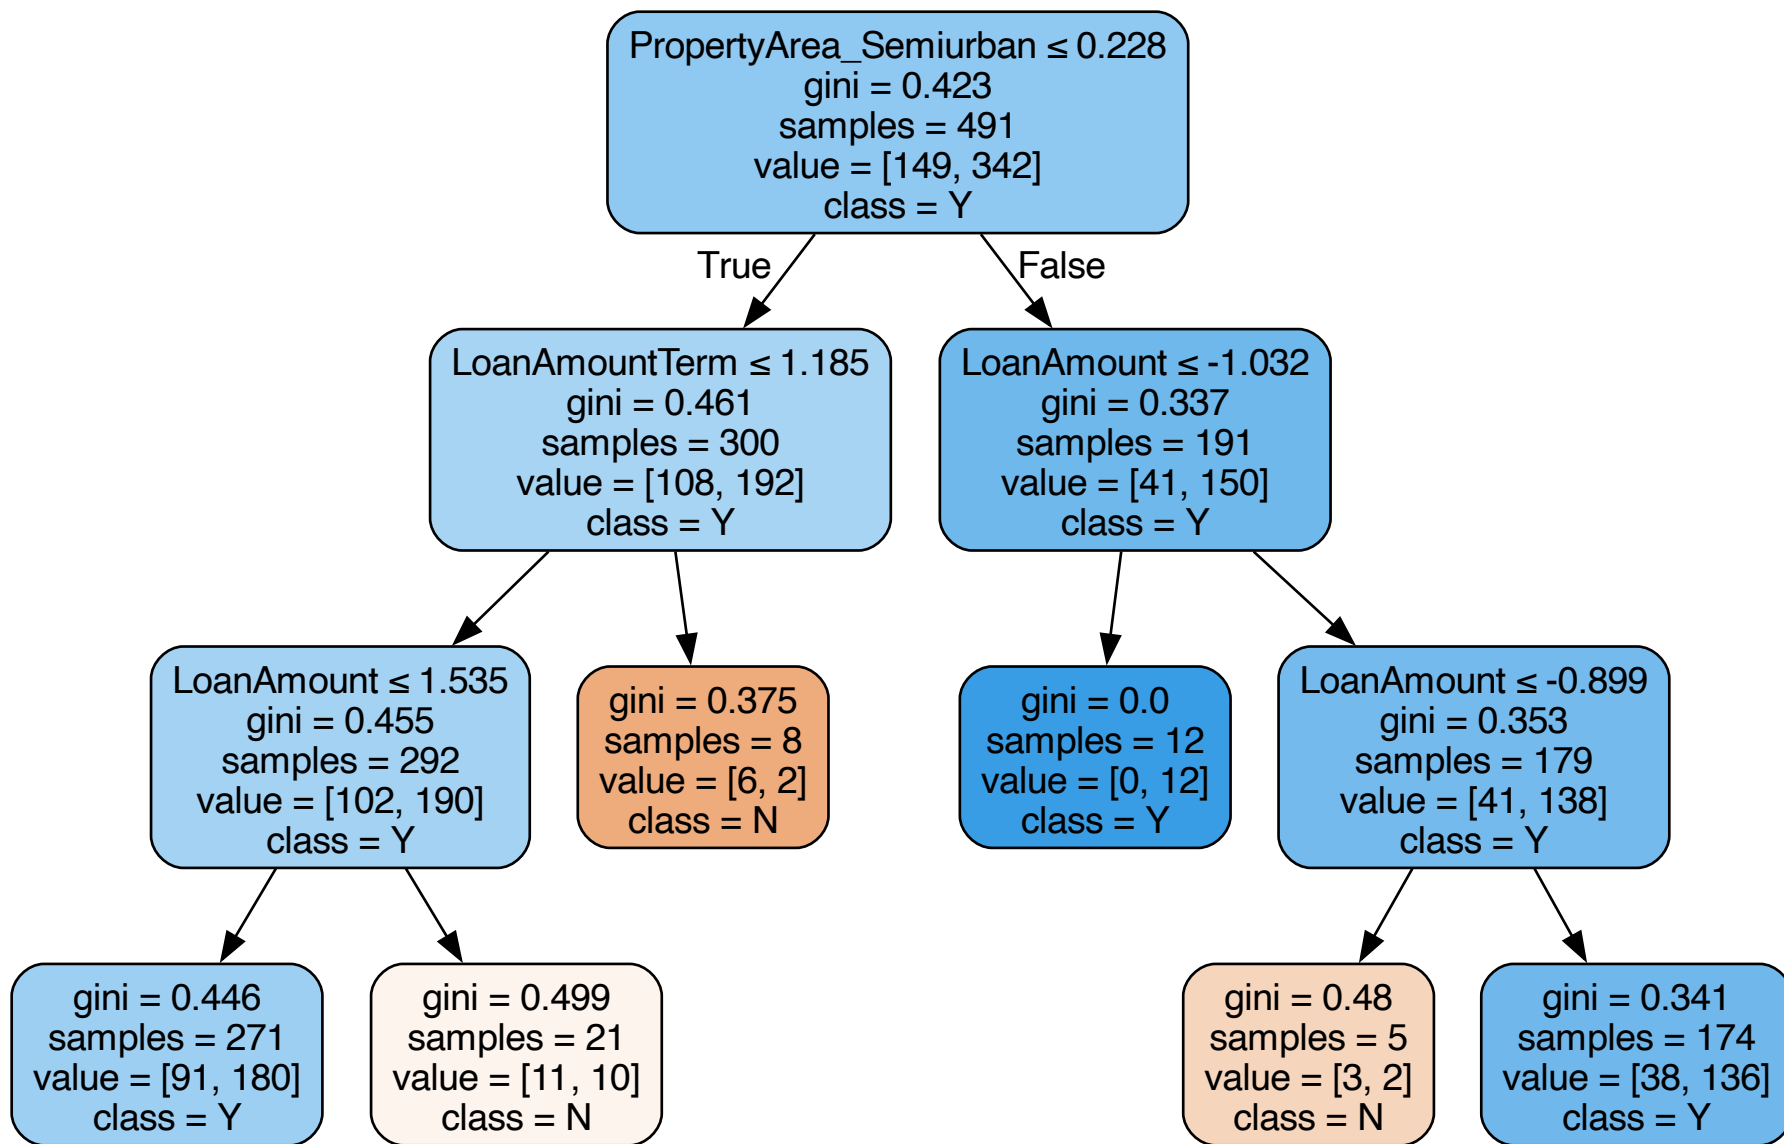 PropertyArea_Semiurban ≤ 0.228
gini = 0.423
samples = 491
value = [149, 342]
class = Y
True
False
LoanAmountTerm ≤ 1.185
gini = 0.461
samples = 300
value = [108, 192]
class = Y
LoanAmount ≤ -1.032
gini = 0.337
samples = 191
value = [41, 150]
class = Y
LoanAmount ≤ 1.535
gini = 0.455
samples = 292
value = [102, 190]
class = Y
gini = 0.375
samples = 8
value = [6, 2]
class = N
gini = 0.0
samples = 12
value = [0, 12]
class = Y
LoanAmount ≤ -0.899
gini = 0.353
samples = 179
value = [41, 138]
class = Y
gini = 0.446
samples = 271
value = [91, 180]
class = Y
gini = 0.499
samples = 21
value = [11, 10]
class = N
gini = 0.48
samples = 5
value = [3, 2]
class = N
gini = 0.341
samples = 174
value = [38, 136]
class = Y